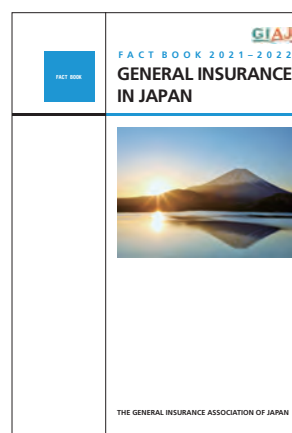 GIAJ
FACT BOOK 2021–2022
FACT BOOK
GENERAL INSURANCE
IN JAPAN
THE GENERAL INSURANCE ASSOCIATION OF JAPAN